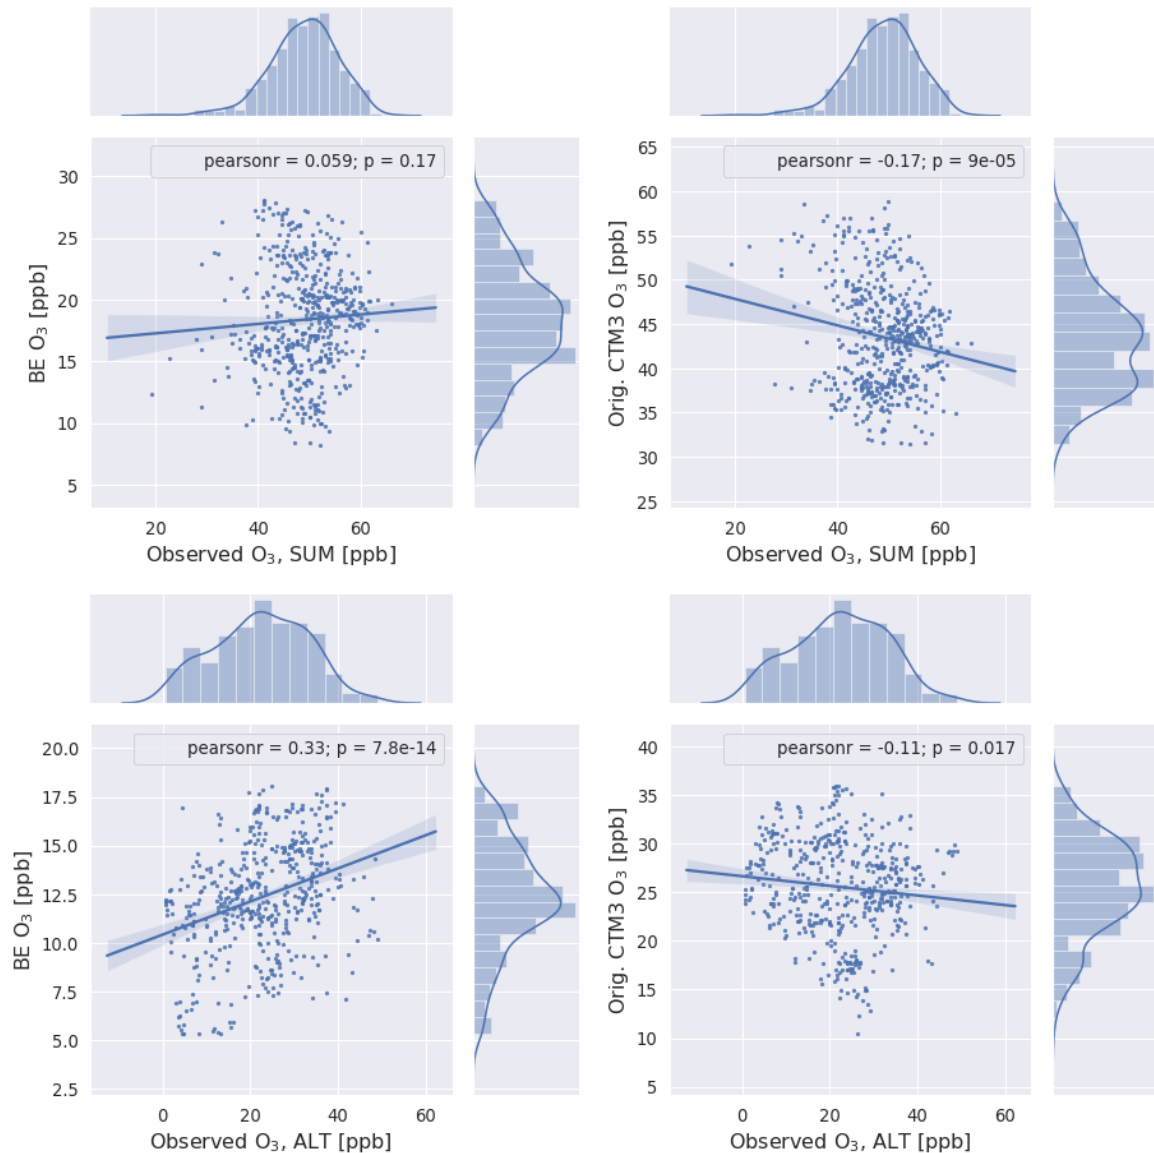 pearsonr = 0.059; p = 0.17
30
25
20
15
10
5
BE O₃ [ppb]
20 40 60
Observed O₃, SUM [ppb]
pearsonr = -0.17; p = 9e-05
65
60
55
50
45
40
35
30
25
Orig. CTM3 O₃ [ppb]
20 40 60
Observed O₃, SUM [ppb]
pearsonr = 0.33; p = 7.8e-14
20.0
17.5
15.0
12.5
10.0
7.5
5.0
2.5
BE O₃ [ppb]
0 20 40 60
Observed O₃, ALT [ppb]
pearsonr = -0.11; p = 0.017
40
35
30
25
20
15
10
5
Orig. CTM3 O₃ [ppb]
0 20 40 60
Observed O₃, ALT [ppb]